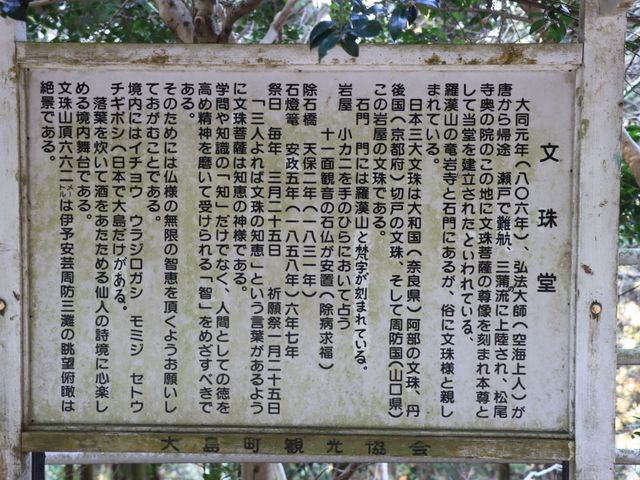 文珠堂
大同元年(八〇六年)、弘法大師(空海上人)が
唐から帰途、瀬戸で難航、三蒲流に上陸され、松尾
寺奥の院のこの地に文珠菩薩の尊像を刻まれ本尊と
して当堂を建立されたといわれている、
羅漢山の竜岩寺と石門にあるが、俗に文珠様と親し
まれている。
日本三大文珠は大和国(奈良県)阿部の文珠、丹
後国(京都府)切戸の文珠、そして周防国(山口県)
この岩屋の文珠である。
石門 門には羅漢山と梵字が刻まれている。
岩屋 小カニを手のひらにおいて占う
十一面観音の石仏が安置(除病求福)
除石橋 天保二年(一八三一年)
石燈篭 安政五年(一八五八年)六年七年
祭日 毎年 三月二十五日 祈願祭一月二十五日
「三人よれば文珠の知恵」という言葉があるよう
に文珠菩薩は知恵の神様である。
学問や知識の「知」だけでなく、人間としての徳を
高め精神を磨いて受けられる「智」をめざすべきで
ある。
そのためには仏様の無限の智恵を頂くようお願いし
ておがむことである。
境内にはイチョウ ウラジロガシ モミジ セトウ
チギボシ(日本で大島だけ)がある。
落葉を炊いて酒をあたためる仙人の詩境に心楽し
める境内舞台である。
文珠山頂六六二㍍は伊予安芸周防三灘の眺望俯瞰は
絶景である。
大島町観光協会